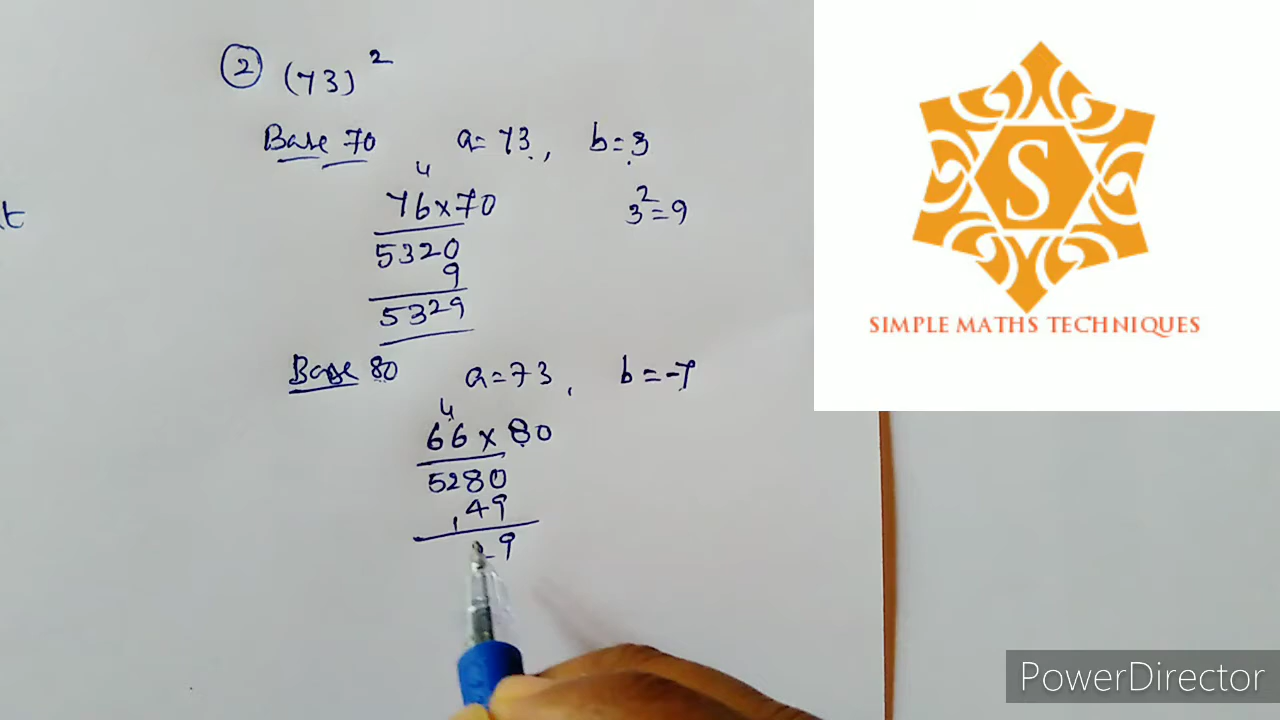 ② (73)²
Base 70 a=73, b=3
4
76×70 3²=9
5320
9
5329
Base 80 a=73, b=-7
4
66×80
5280
49
29
S
SIMPLE MATHS TECHNIQUES
PowerDirector